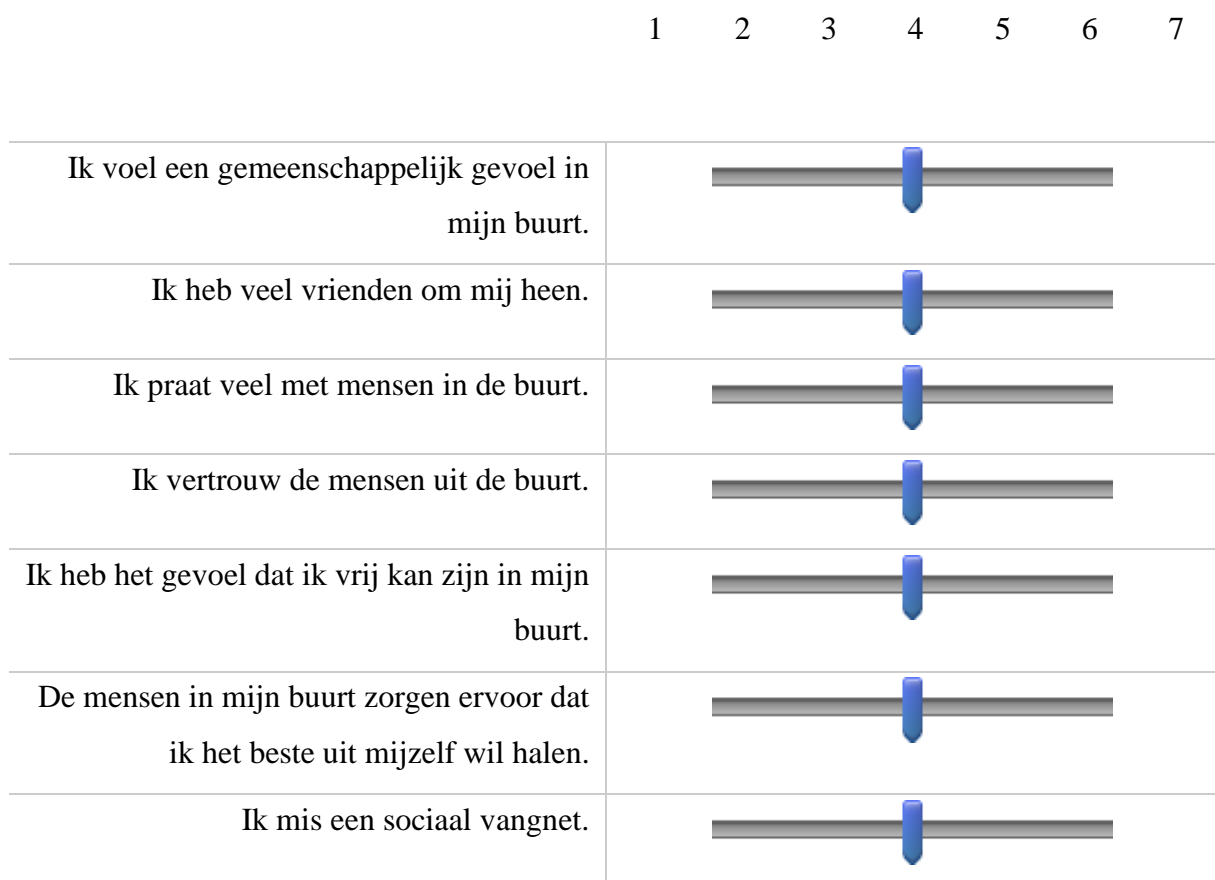 1 2 3 4 5 6 7
Ik voel een gemeenschappelijk gevoel in
mijn buurt.
Ik heb veel vrienden om mij heen.
Ik praat veel met mensen in de buurt.
Ik vertrouw de mensen uit de buurt.
Ik heb het gevoel dat ik vrij kan zijn in mijn
buurt.
De mensen in mijn buurt zorgen ervoor dat
ik het beste uit mijzelf wil halen.
Ik mis een sociaal vangnet.